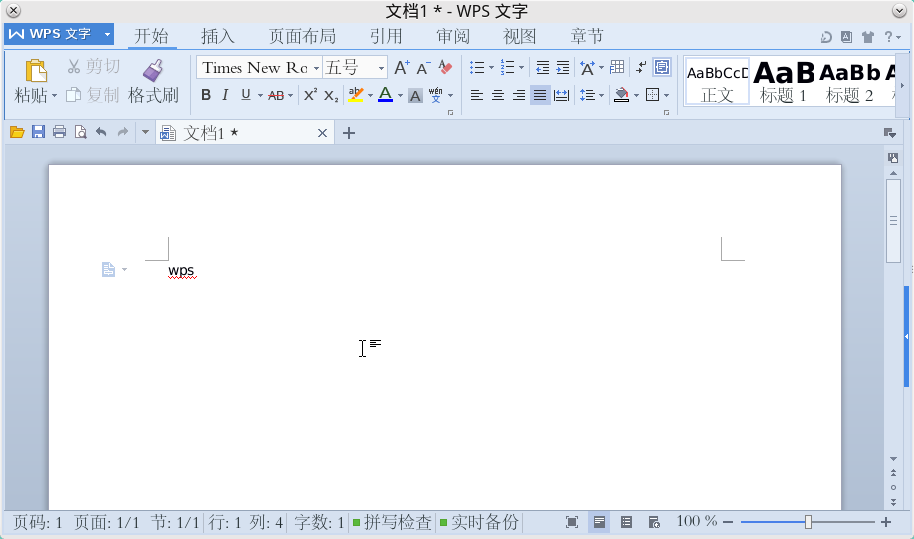 文档1 * - WPS 文字
WPS 文字 开始 插入 页面布局 引用 审阅 视图 章节
剪切 Times New Ro 五号 AaBbCcD AaB AaBb
粘贴 复制 格式刷 B I U AB X² X₂ ab A A wén 正文 标题 1 标题 2
文档1 *
wps
页码: 1 页面: 1/1 节: 1/1 行: 1 列: 4 字数: 1 拼写检查 实时备份 100 %